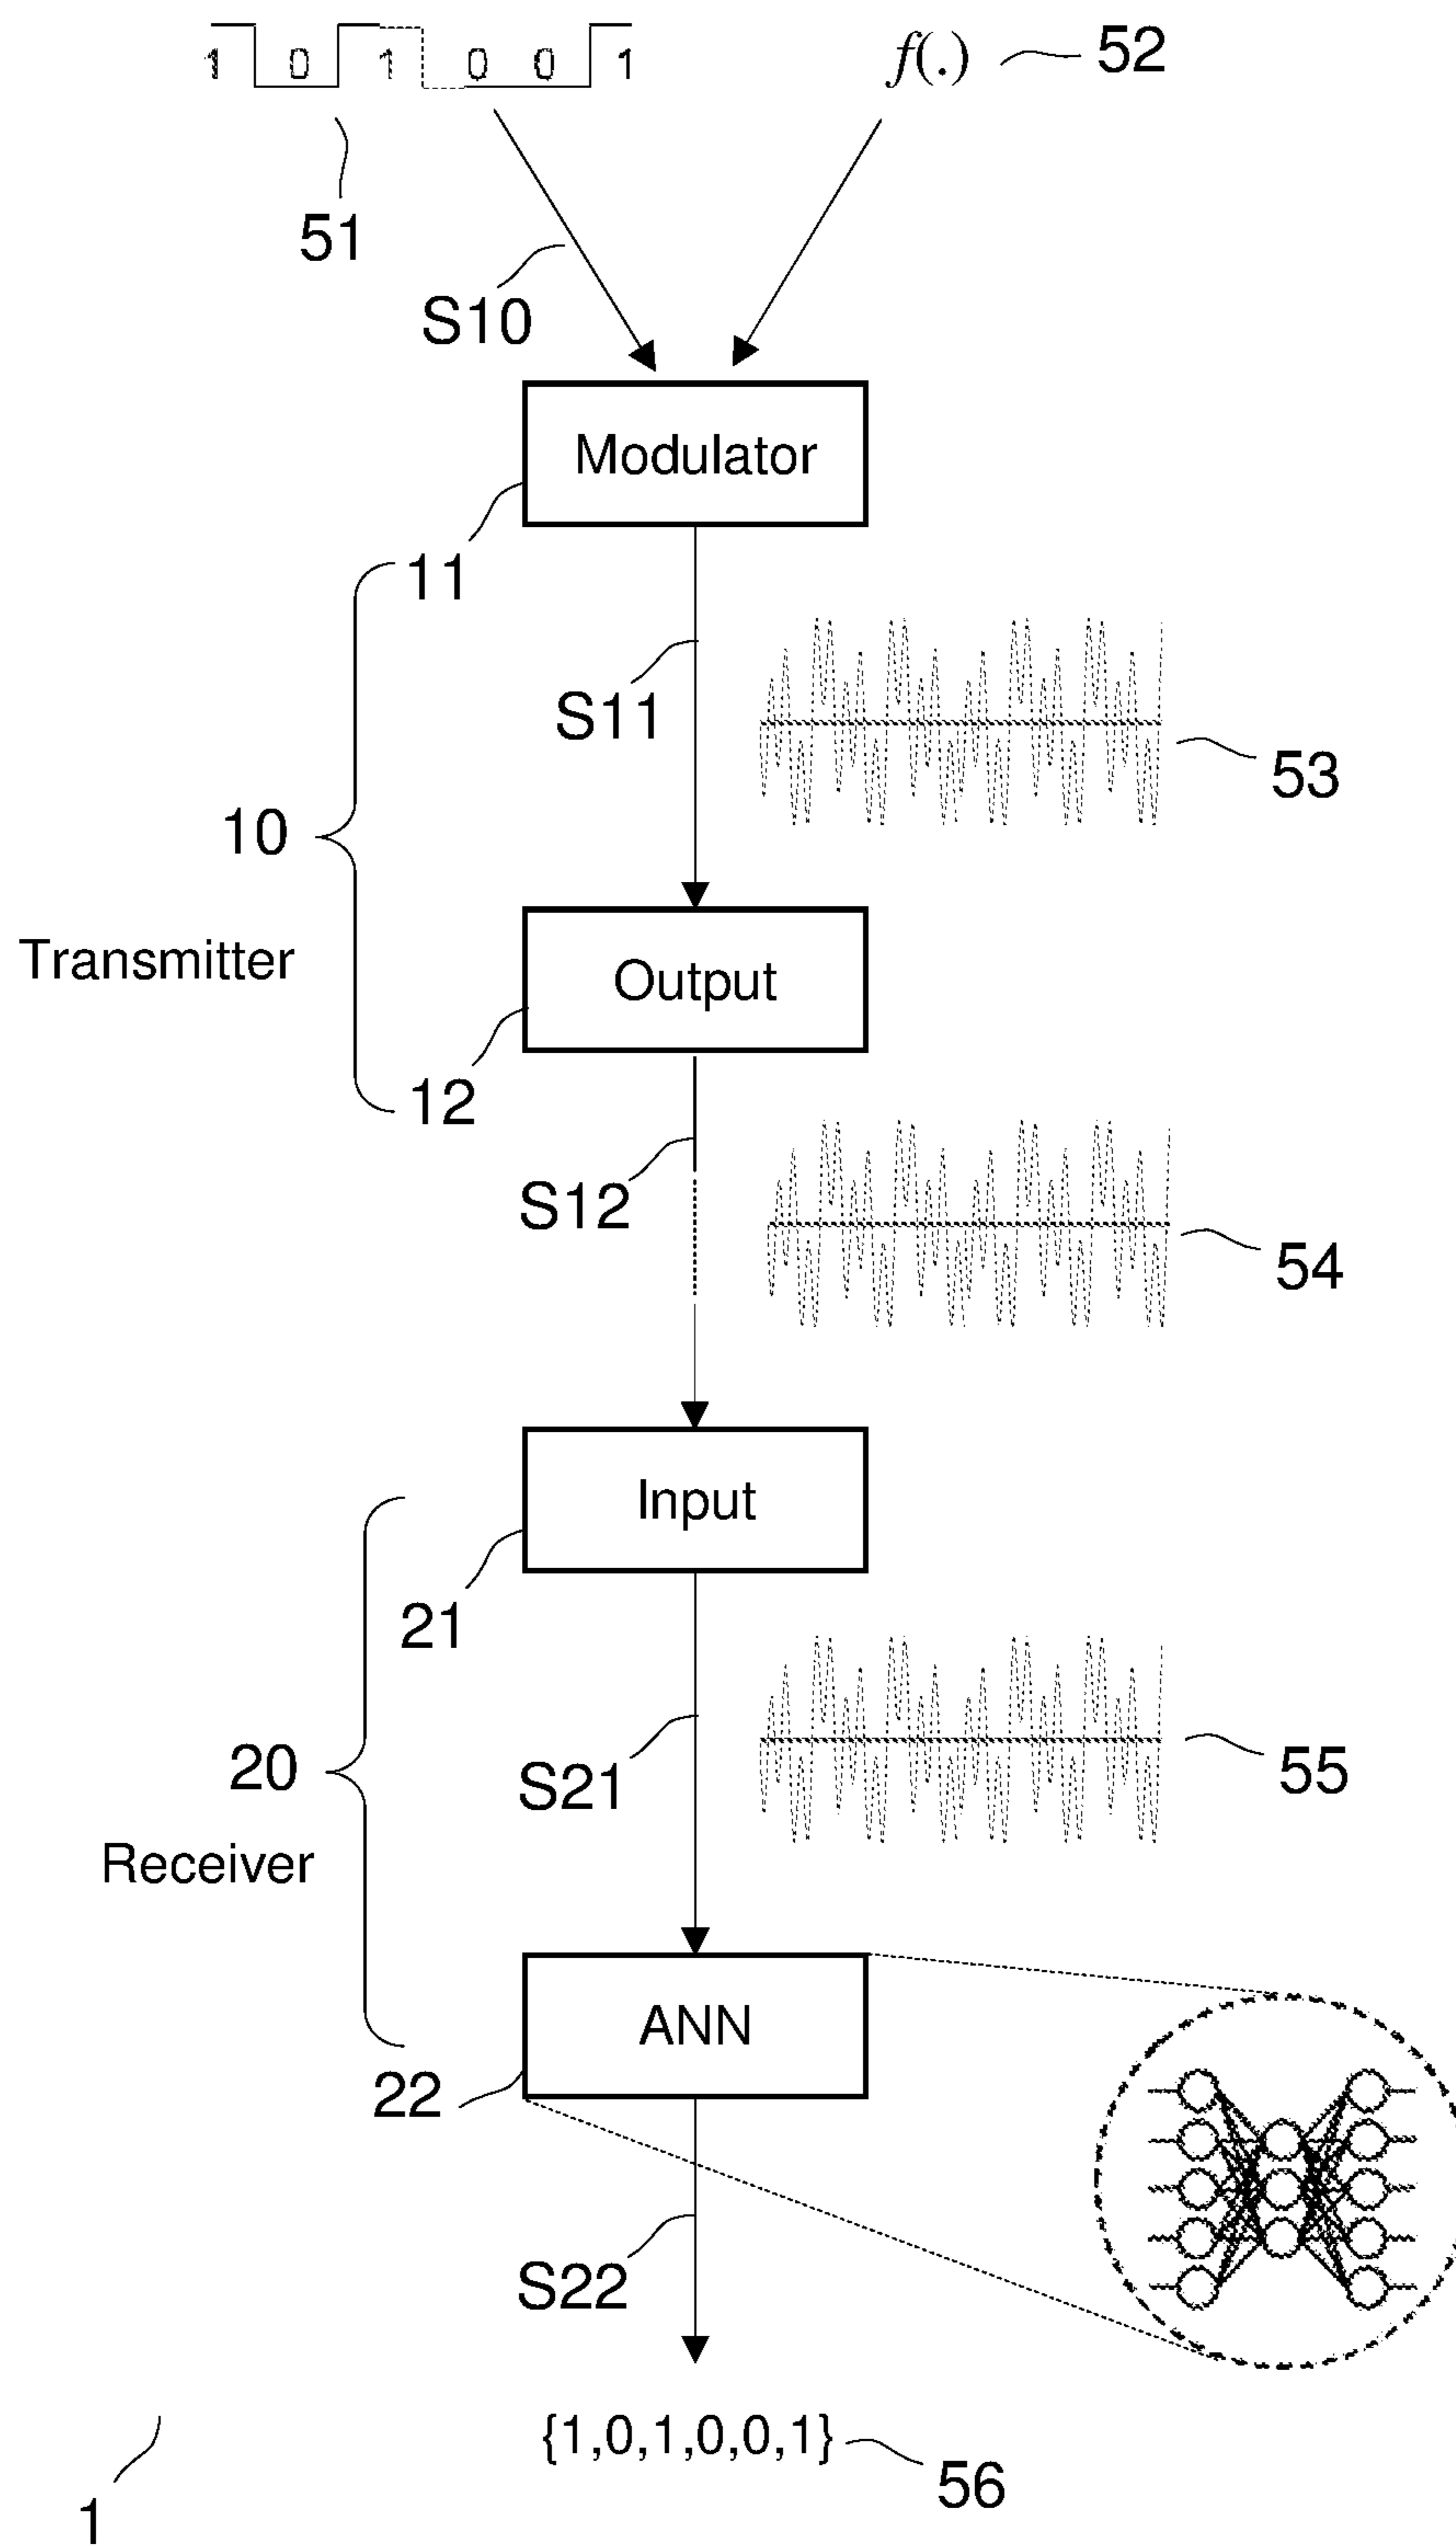 1 0 1 0 0 1
f(.)
52
51
S10
Modulator
11
S11
53
10
Transmitter
Output
12
S12
54
Input
21
20
S21
55
Receiver
ANN
22
S22
{1,0,1,0,0,1}
56
1